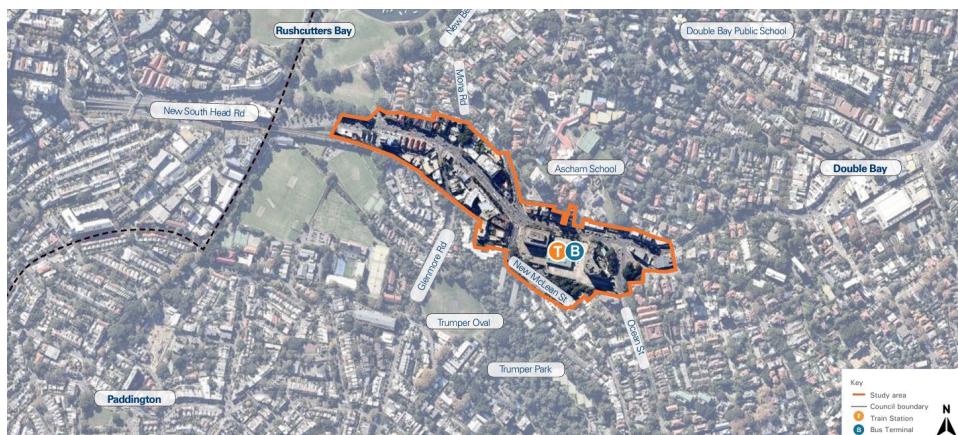 Rushcutters Bay
New South Head Rd
Mona Rd
Double Bay Public School
Ascham School
Double Bay
Glenmore Rd
T
B
New McLean St
Trumper Oval
Ocean St
Trumper Park
Paddington
Key
Study area
Council boundary
T Train Station
B Bus Terminal
N